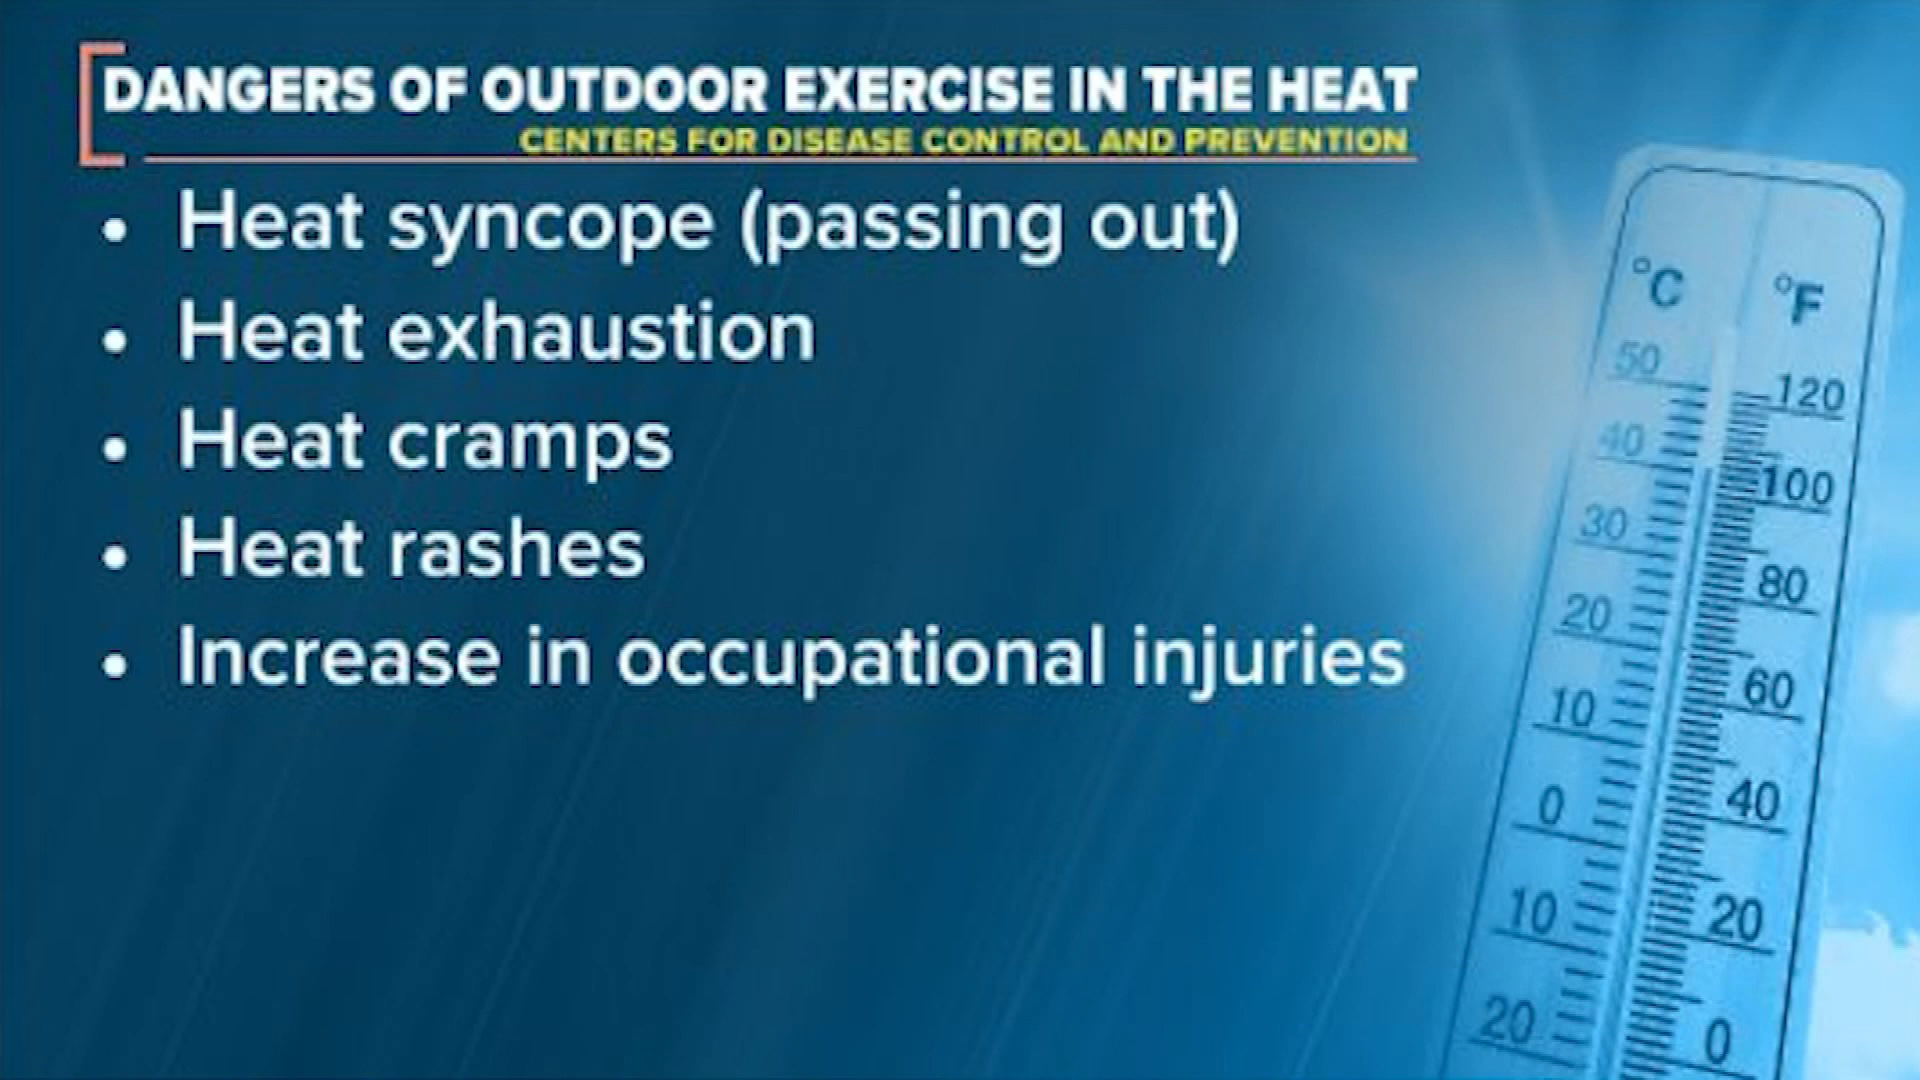 DANGERS OF OUTDOOR EXERCISE IN THE HEAT
CENTERS FOR DISEASE CONTROL AND PREVENTION
• Heat syncope (passing out)
• Heat exhaustion
• Heat cramps
• Heat rashes
• Increase in occupational injuries
°C °F
50 120
40 100
30 80
20 60
10 40
0 20
10 0
20